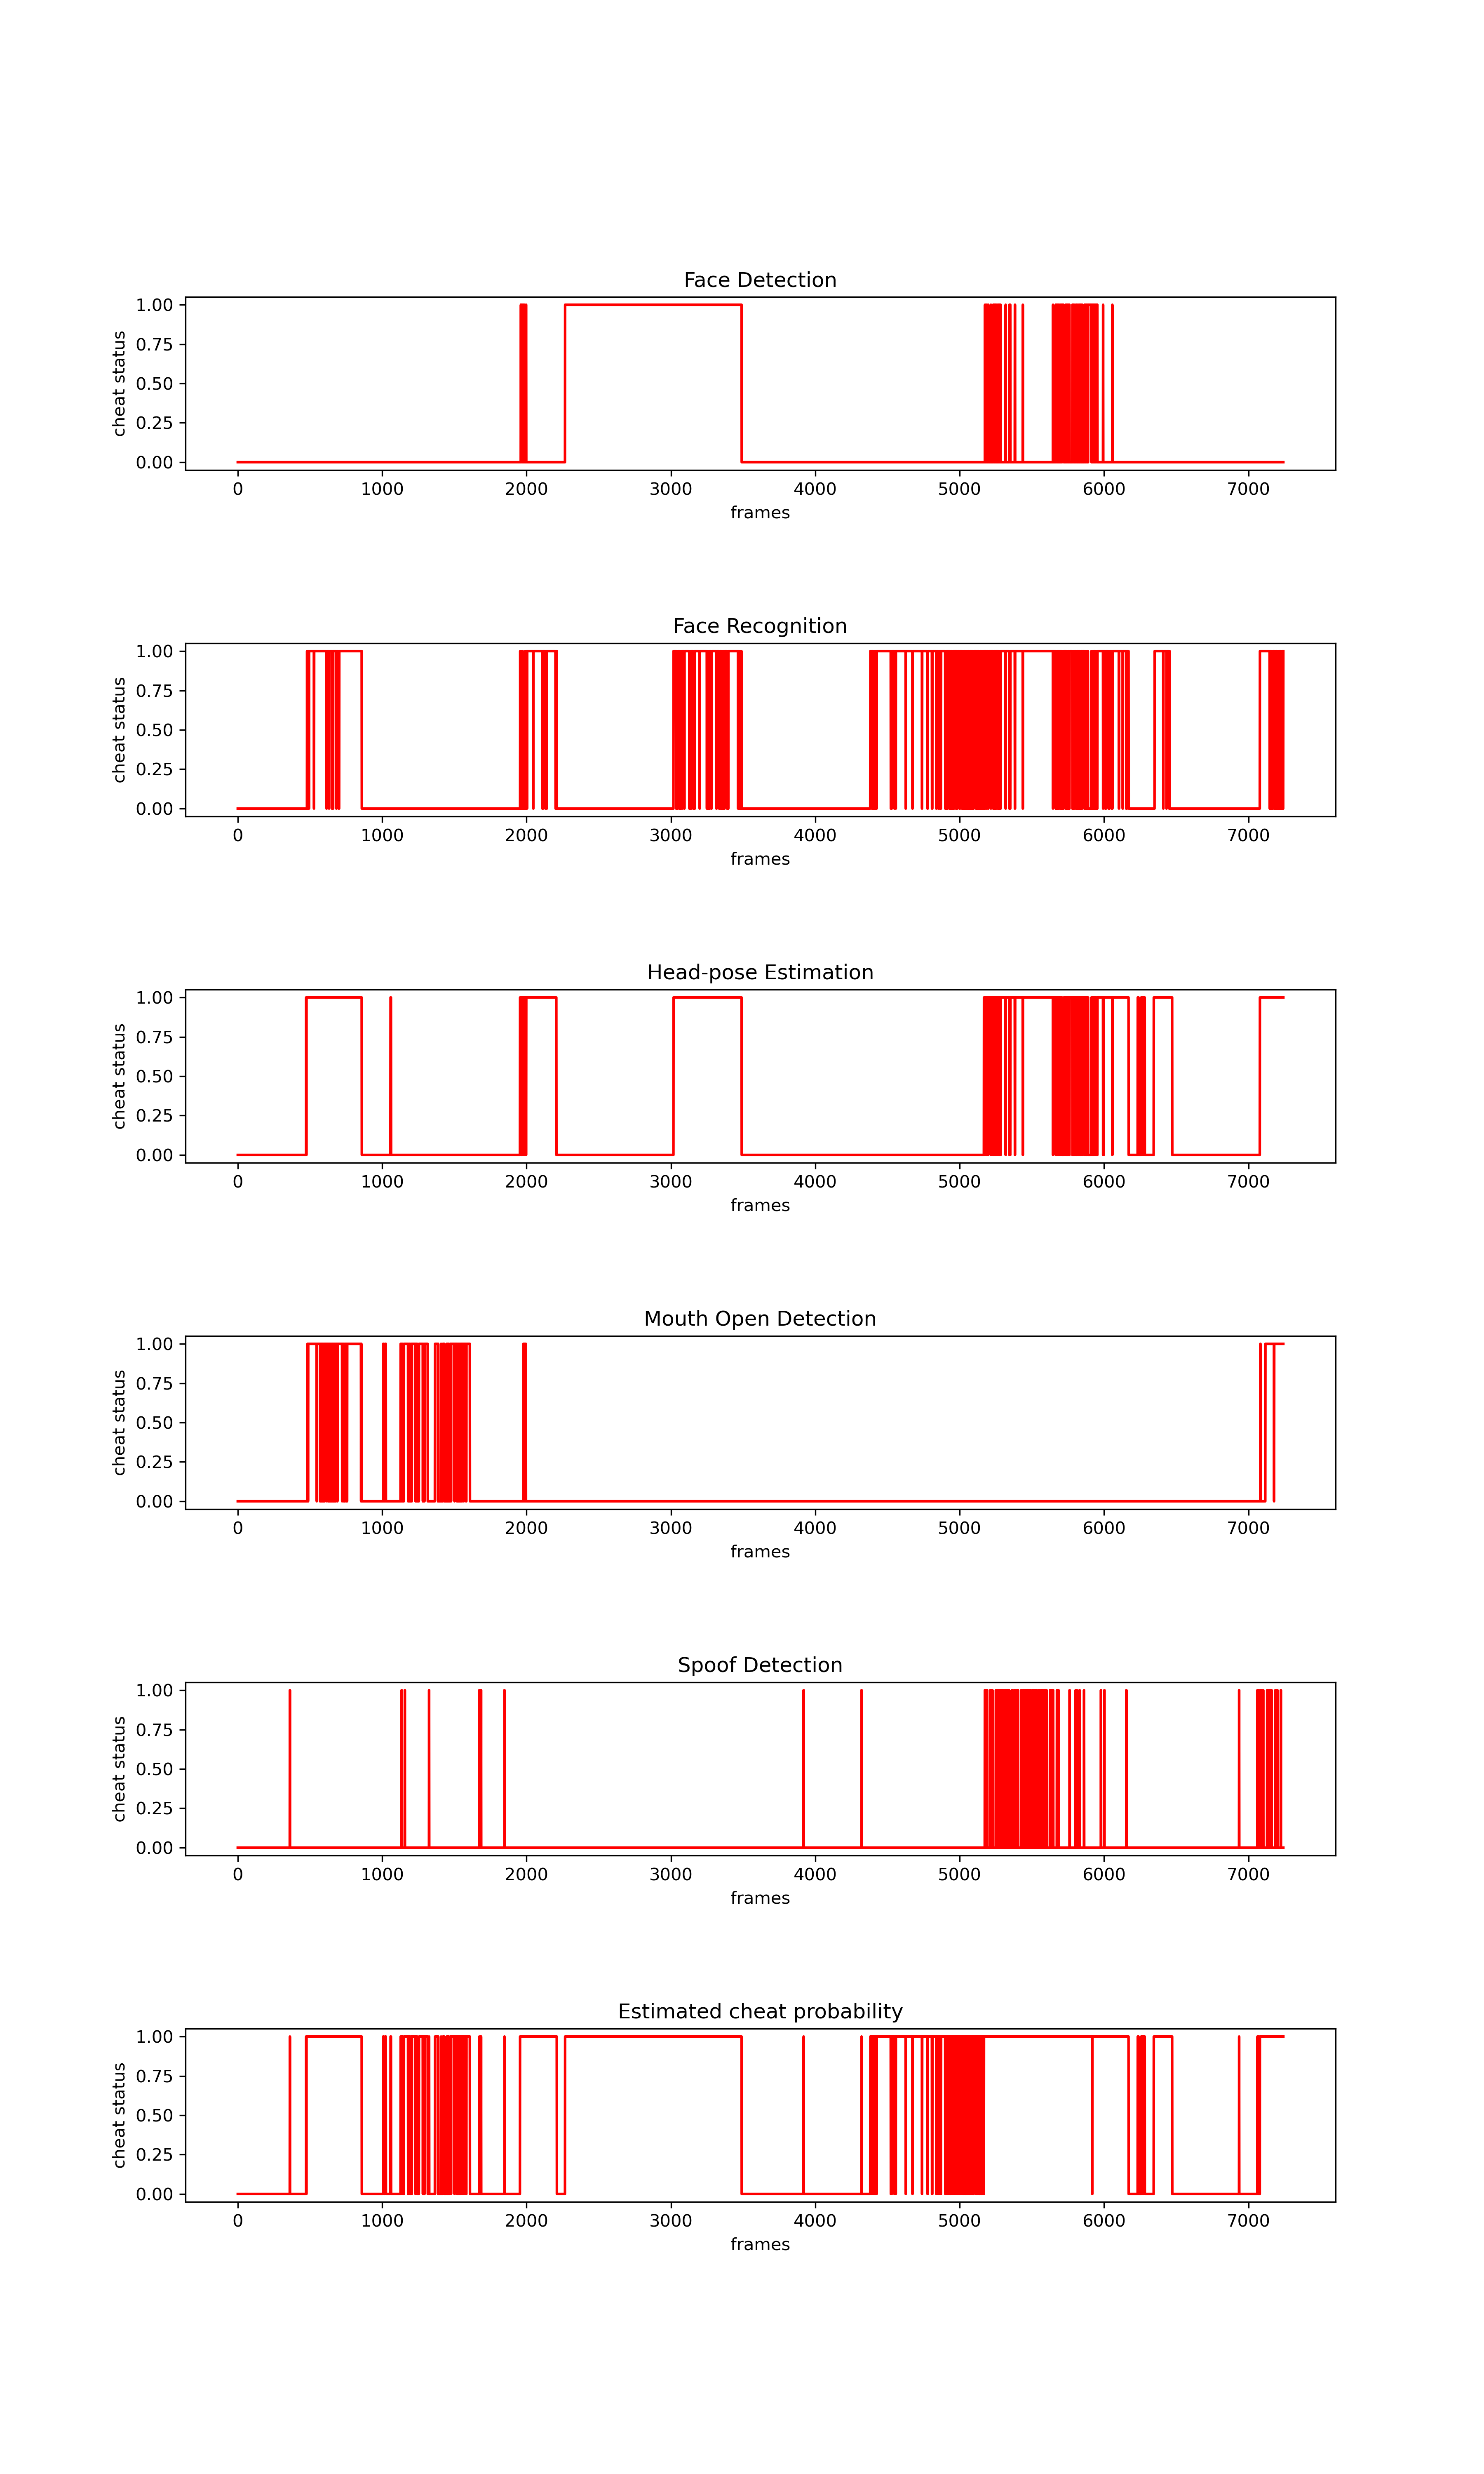 Face Detection
1.00
0.75
0.50
0.25
0.00
cheat status
0 1000 2000 3000 4000 5000 6000 7000
frames
Face Recognition
1.00
0.75
0.50
0.25
0.00
cheat status
0 1000 2000 3000 4000 5000 6000 7000
frames
Head-pose Estimation
1.00
0.75
0.50
0.25
0.00
cheat status
0 1000 2000 3000 4000 5000 6000 7000
frames
Mouth Open Detection
1.00
0.75
0.50
0.25
0.00
cheat status
0 1000 2000 3000 4000 5000 6000 7000
frames
Spoof Detection
1.00
0.75
0.50
0.25
0.00
cheat status
0 1000 2000 3000 4000 5000 6000 7000
frames
Estimated cheat probability
1.00
0.75
0.50
0.25
0.00
cheat status
0 1000 2000 3000 4000 5000 6000 7000
frames